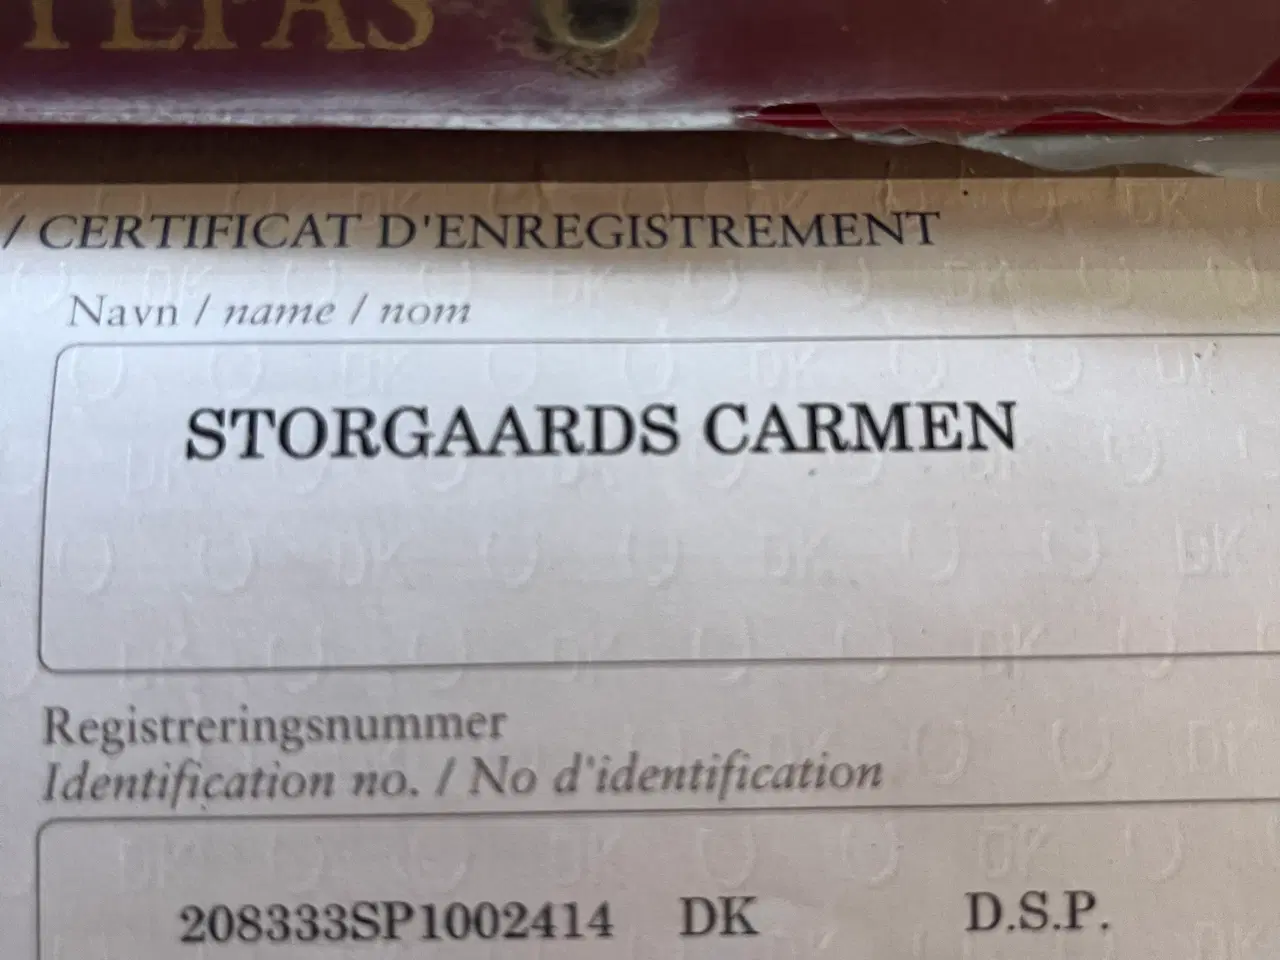 / CERTIFICAT D'ENREGISTREMENT
Navn / name / nom
STORGAARDS CARMEN
Registreringsnummer
Identification no. / No d'identification
208333SP1002414 DK D.S.P.